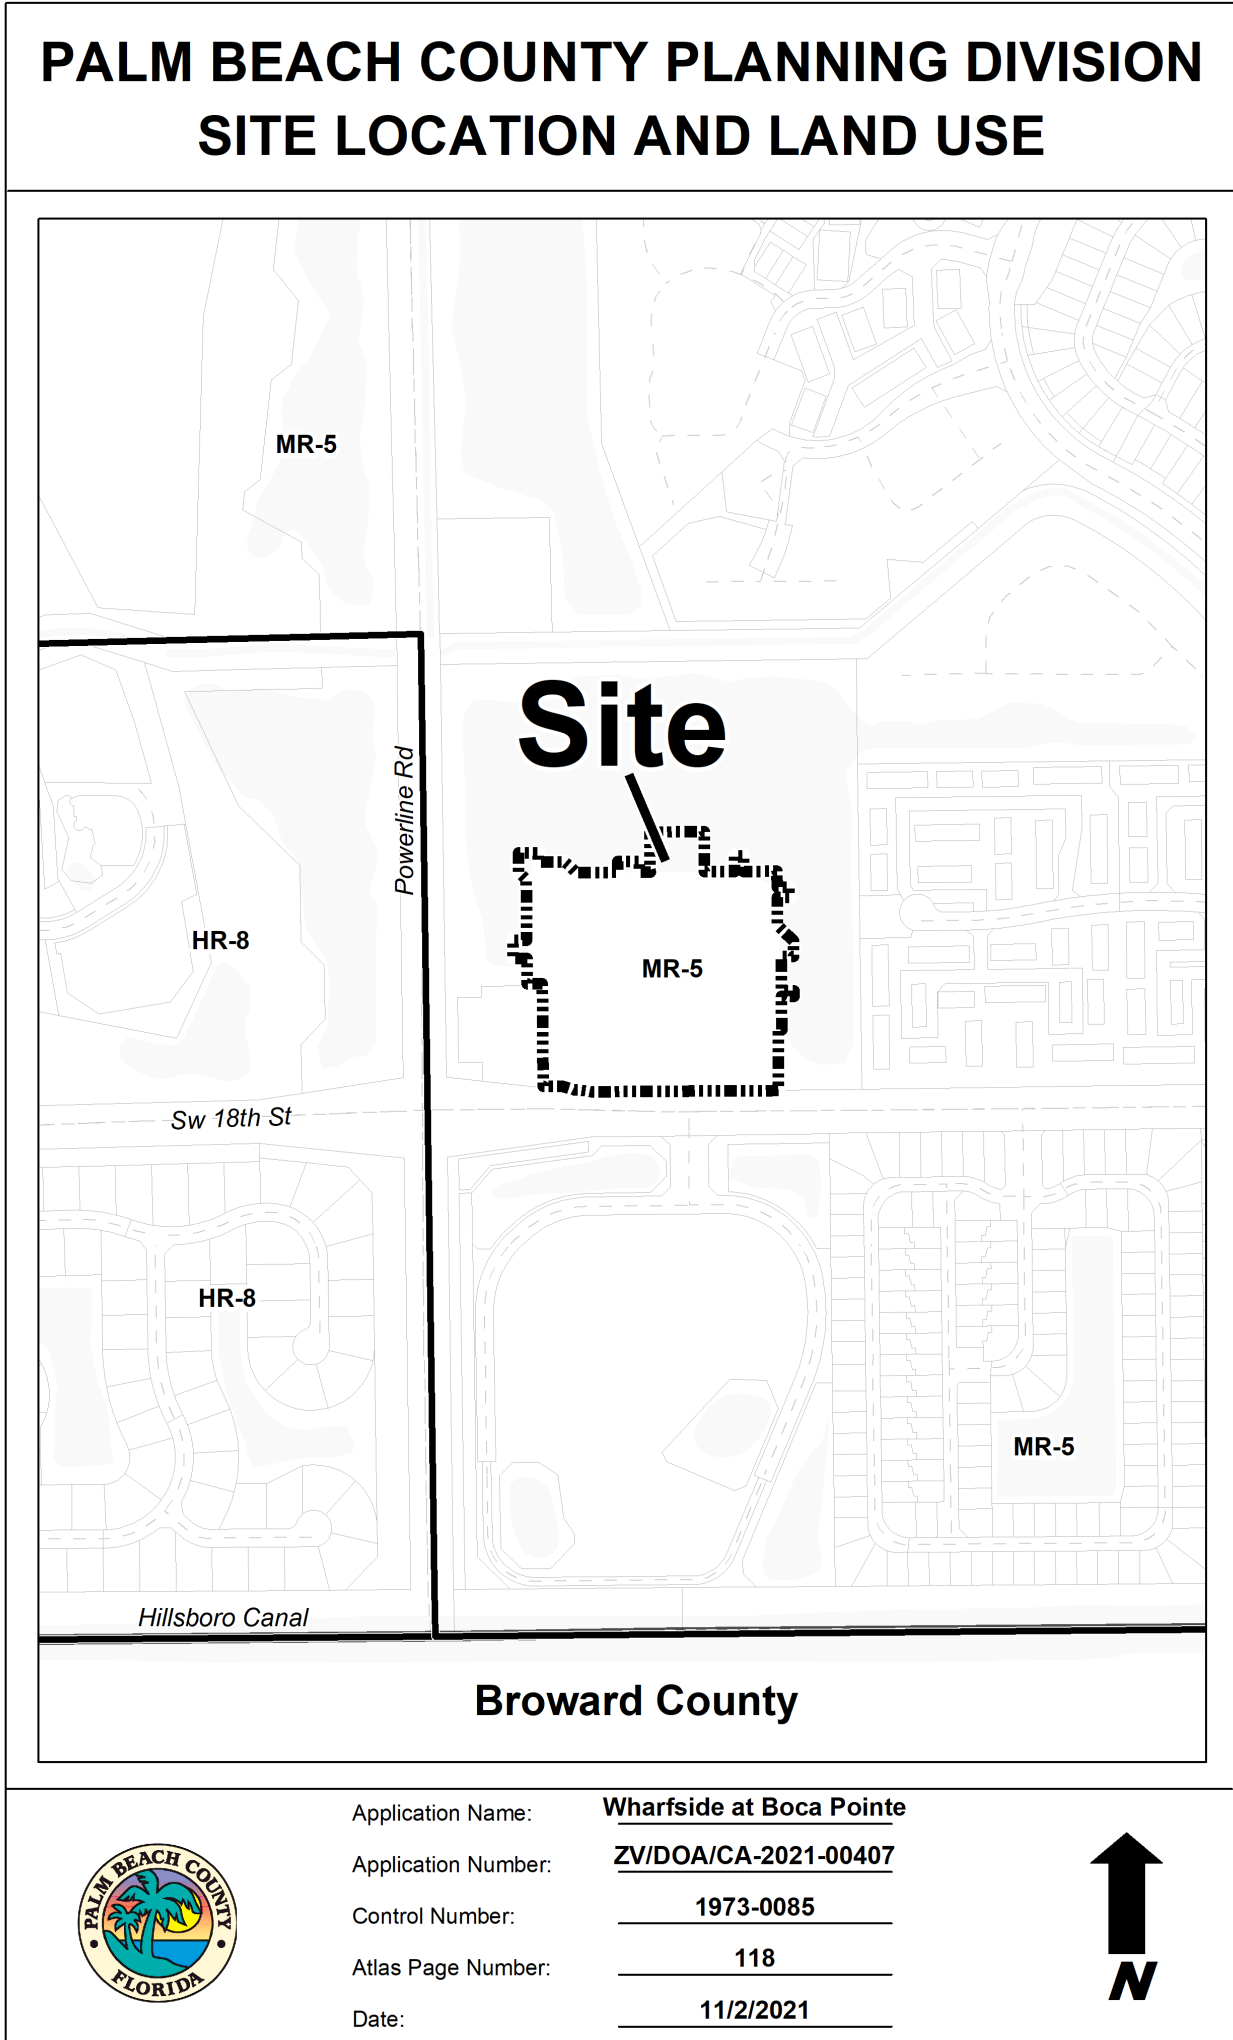 PALM BEACH COUNTY PLANNING DIVISION
SITE LOCATION AND LAND USE
MR-5
Site
Powerline Rd
HR-8
MR-5
Sw 18th St
HR-8
MR-5
Hillsboro Canal
Broward County
Application Name: Wharfside at Boca Pointe
Application Number: ZV/DOA/CA-2021-00407
Control Number: 1973-0085
Atlas Page Number: 118
Date: 11/2/2021
PALM BEACH COUNTY
FLORIDA
N